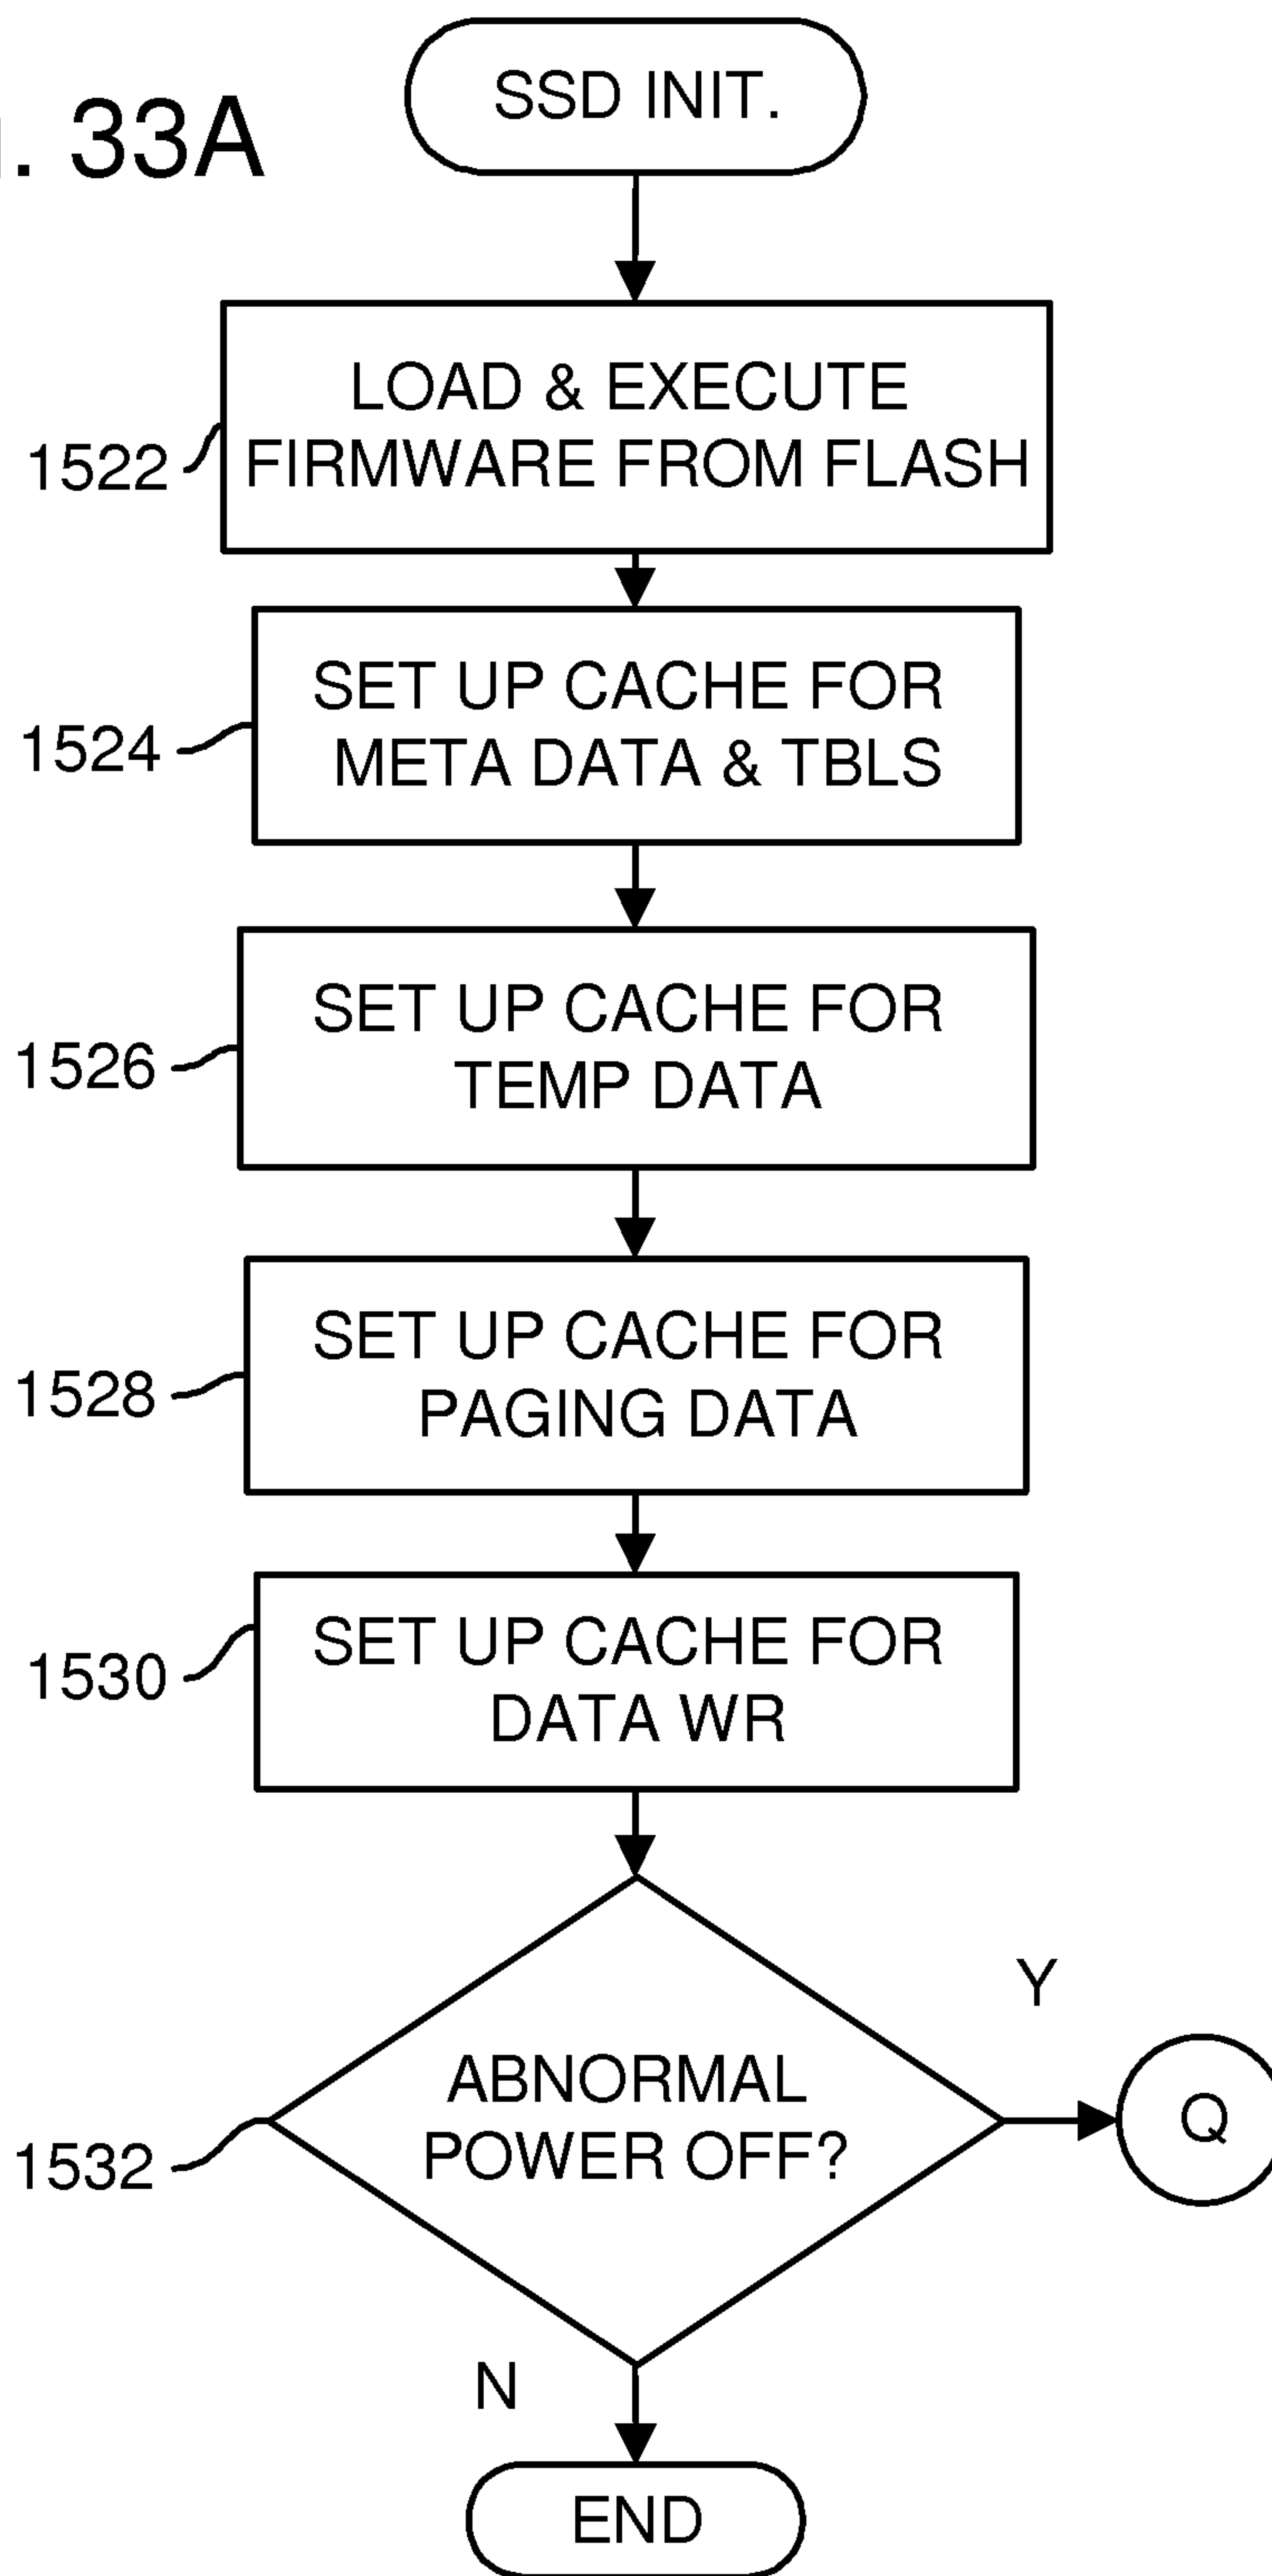 . 33A
SSD INIT.
LOAD & EXECUTE
FIRMWARE FROM FLASH
1522
SET UP CACHE FOR
META DATA & TBLS
1524
SET UP CACHE FOR
TEMP DATA
1526
SET UP CACHE FOR
PAGING DATA
1528
SET UP CACHE FOR
DATA WR
1530
ABNORMAL
POWER OFF?
1532
Y
Q
N
END